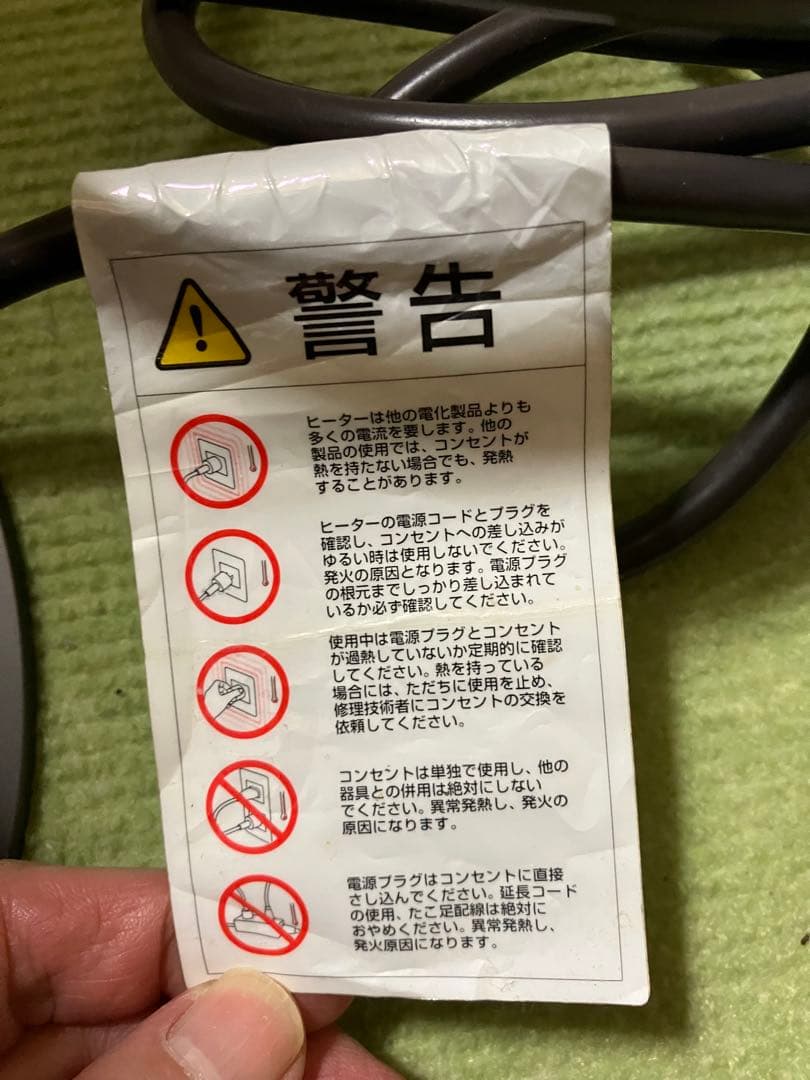 警告
ヒーターは他の電化製品よりも
多くの電流を要します。他の
製品の使用では、コンセントが
熱を持たない場合でも、発熱
することがあります。
ヒーターの電源コードとプラグを
確認し、コンセントへの差し込みが
ゆるい時は使用しないでください。
発火の原因となります。電源プラグ
の根元までしっかり差し込まれて
いるか必ず確認してください。
使用中は電源プラグとコンセント
が過熱していないか定期的に確認
してください。熱を持っている
場合には、ただちに使用を止め、
修理技術者にコンセントの交換を
依頼してください。
コンセントは単独で使用し、他の
器具との併用は絶対にしない
でください。異常発熱し、発火の
原因になります。
電源プラグはコンセントに直接
さし込んでください。延長コード
の使用、たこ足配線は絶対に
おやめください。異常発熱し、
発火原因になります。